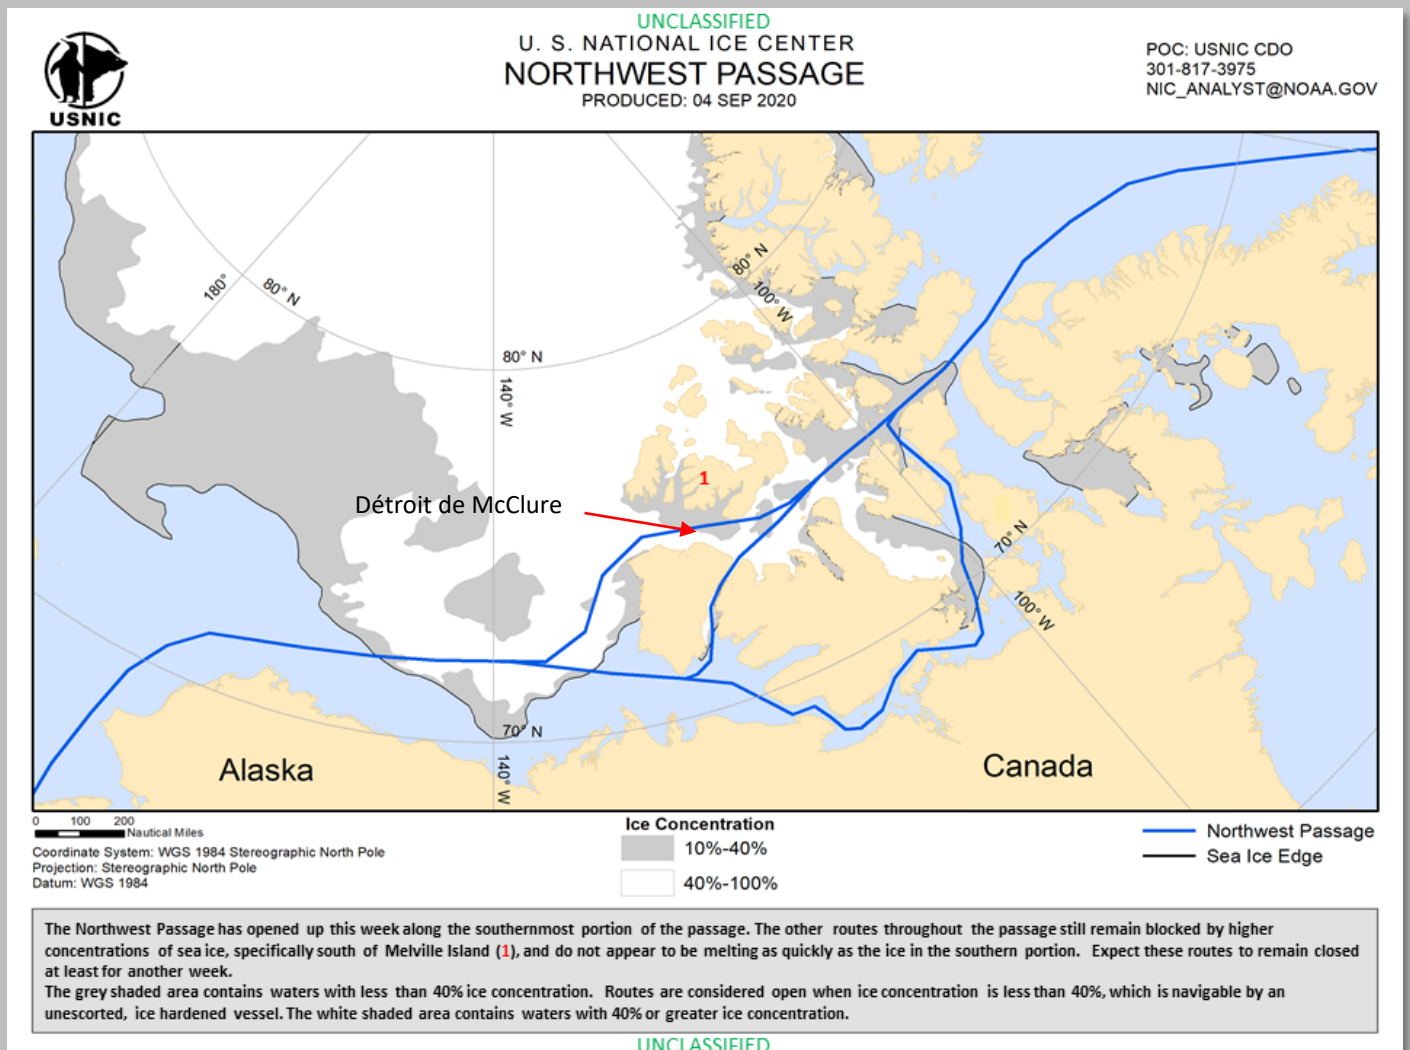 UNCLASSIFIED
U. S. NATIONAL ICE CENTER
NORTHWEST PASSAGE
PRODUCED: 04 SEP 2020
USNIC
POC: USNIC CDO
301-817-3975
NIC_ANALYST@NOAA.GOV
180°
80° N
80° N
140° W
80° N
100° W
1
Détroit de McClure
70° N
100° W
70° N
140° W
Alaska
Canada
0 100 200
Nautical Miles
Coordinate System: WGS 1984 Stereographic North Pole
Projection: Stereographic North Pole
Datum: WGS 1984
Ice Concentration
10%-40%
40%-100%
Northwest Passage
Sea Ice Edge
The Northwest Passage has opened up this week along the southernmost portion of the passage. The other routes throughout the passage still remain blocked by higher
concentrations of sea ice, specifically south of Melville Island (1), and do not appear to be melting as quickly as the ice in the southern portion. Expect these routes to remain closed
at least for another week.
The grey shaded area contains waters with less than 40% ice concentration. Routes are considered open when ice concentration is less than 40%, which is navigable by an
unescorted, ice hardened vessel. The white shaded area contains waters with 40% or greater ice concentration.
UNCLASSIFIED